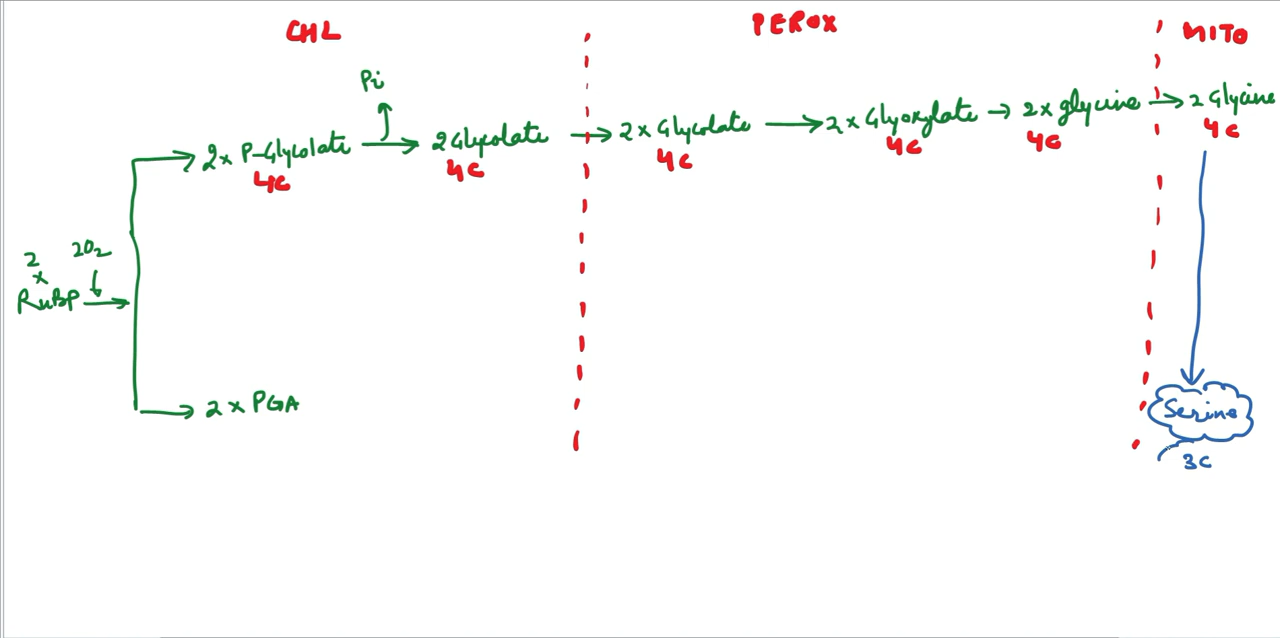 CHL
PEROX
MITO
Pi
2 x P-Glycolate
4C
2 Glycolate
4C
2 x Glycolate
4C
2 x Glyoxylate
4C
2 x glycine
4C
2 Glycine
4C
2
x
RuBP
2O2
2 x PGA
Serine
3C